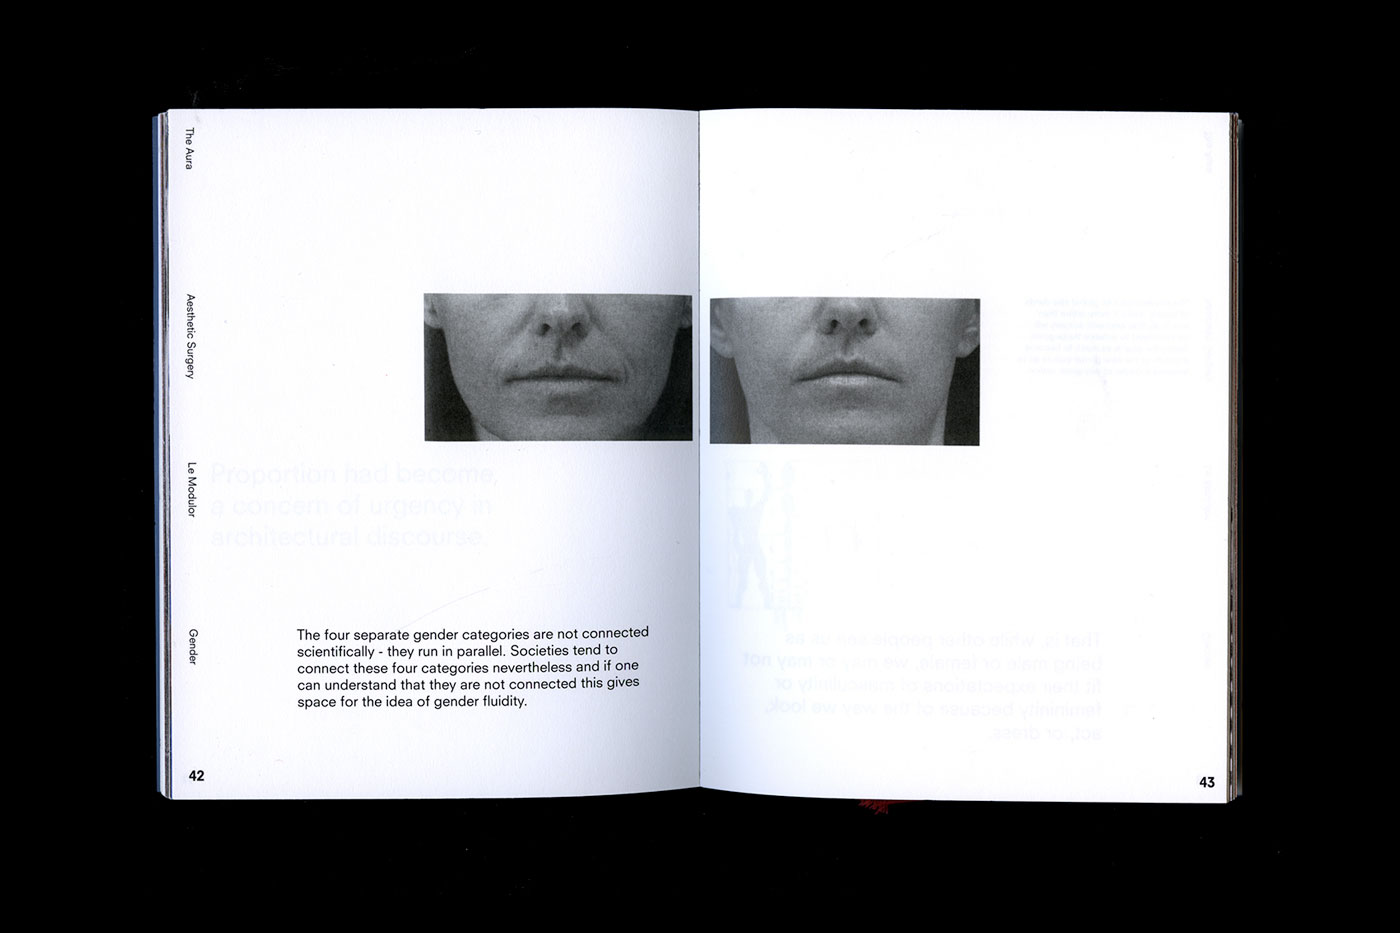 The Aura
Aesthetic Surgery
Le Modulor
Gender
Proportion had become,
a concern of urgency in
architectural discourse.
The four separate gender categories are not connected
scientifically - they run in parallel. Societies tend to
connect these four categories nevertheless and if one
can understand that they are not connected this gives
space for the idea of gender fluidity.
42
That is, while other people see us as
being male or female, we may or may not
fit their expectations of masculinity or
femininity because of the way we look,
act, or dress.
43